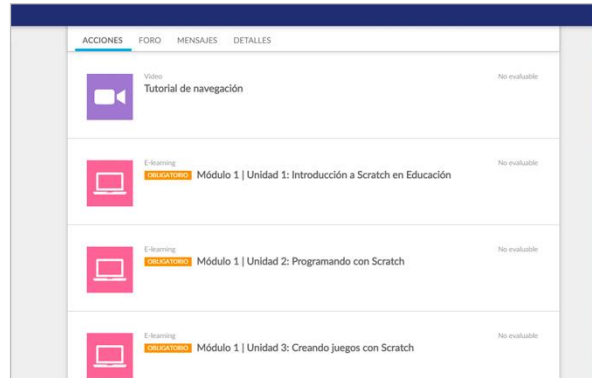 ACCIONES FORO MENSAJES DETALLES
Vídeo
No evaluable
Tutorial de navegación
E-learning
No evaluable
OBLIGATORIO Módulo 1 | Unidad 1: Introducción a Scratch en Educación
E-learning
No evaluable
OBLIGATORIO Módulo 1 | Unidad 2: Programando con Scratch
E-learning
No evaluable
OBLIGATORIO Módulo 1 | Unidad 3: Creando juegos con Scratch